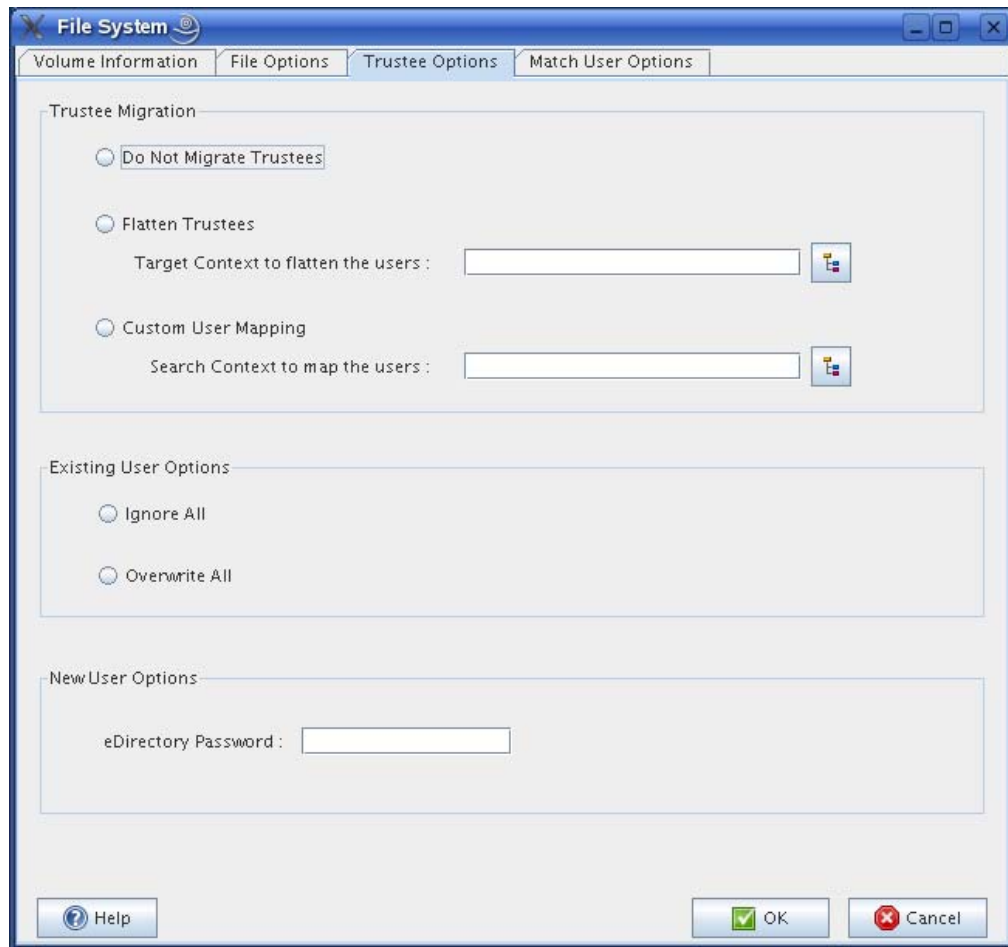 File System
Volume Information File Options Trustee Options Match User Options
Trustee Migration
Do Not Migrate Trustees
Flatten Trustees
Target Context to flatten the users :
Custom User Mapping
Search Context to map the users :
Existing User Options
Ignore All
Overwrite All
New User Options
eDirectory Password :
Help OK Cancel